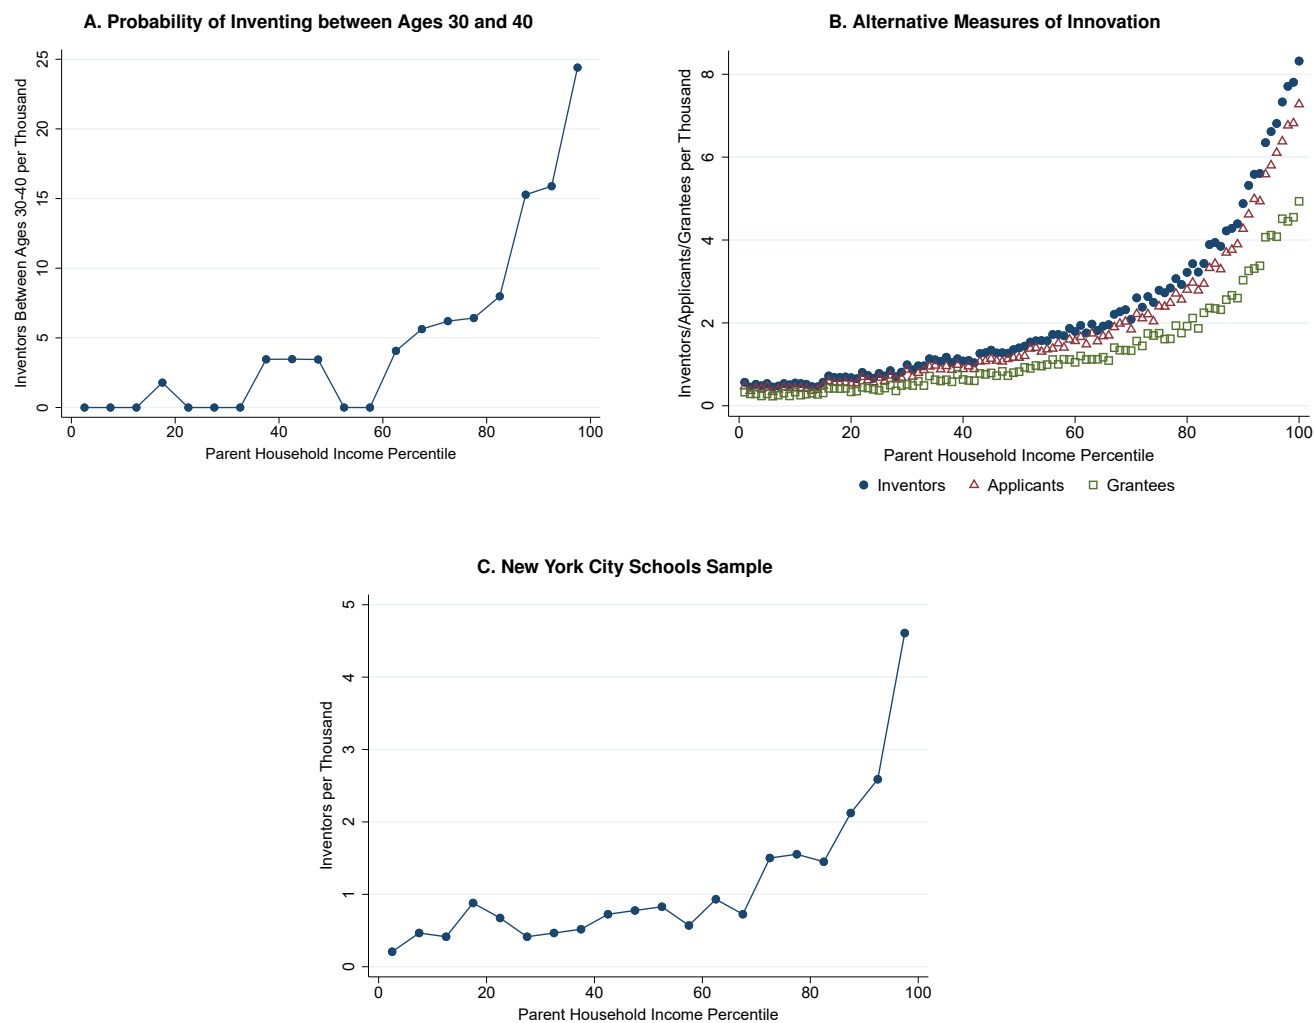 A. Probability of Inventing between Ages 30 and 40
Inventors Between Ages 30-40 per Thousand
25
20
15
10
5
0
0 20 40 60 80 100
Parent Household Income Percentile
B. Alternative Measures of Innovation
Inventors/Applicants/Grantees per Thousand
8
6
4
2
0
0 20 40 60 80 100
Parent Household Income Percentile
Inventors Applicants Grantees
C. New York City Schools Sample
Inventors per Thousand
5
4
3
2
1
0
0 20 40 60 80 100
Parent Household Income Percentile